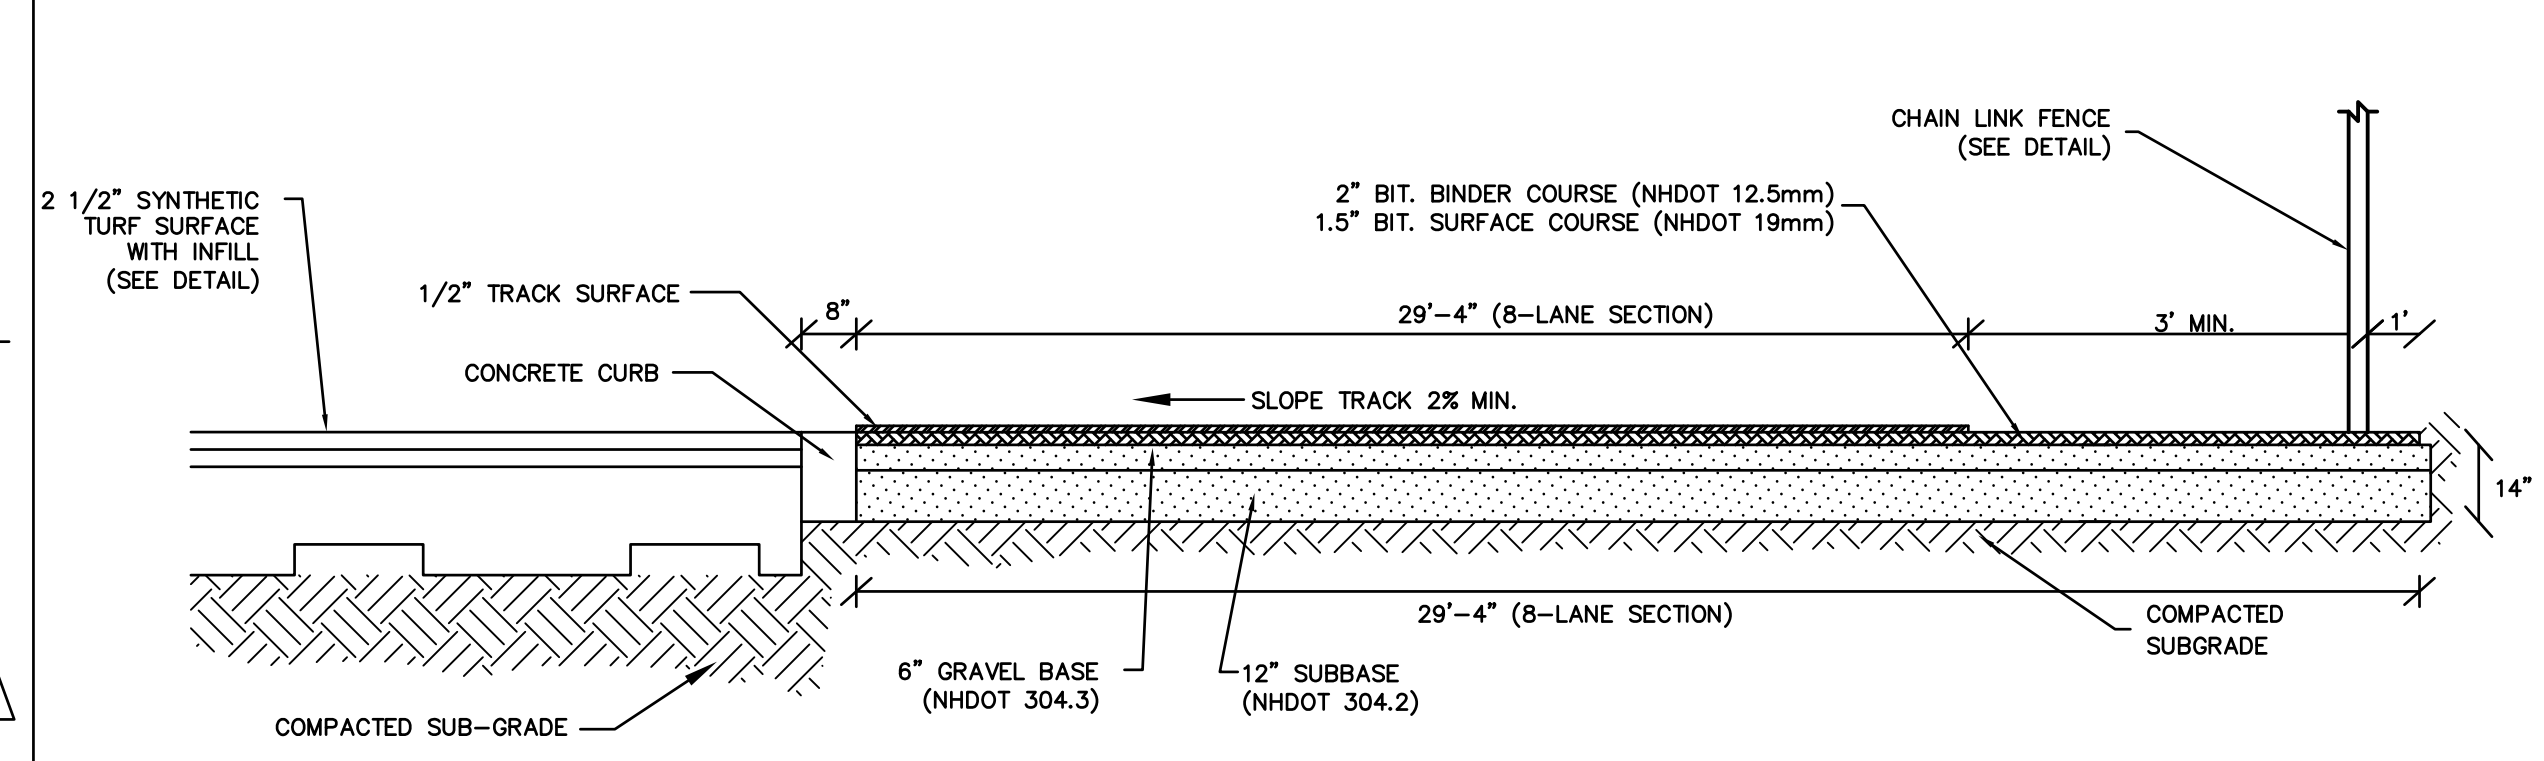 CHAIN LINK FENCE
(SEE DETAIL)
2" BIT. BINDER COURSE (NHDOT 12.5mm)
1.5" BIT. SURFACE COURSE (NHDOT 19mm)
2 1/2" SYNTHETIC
TURF SURFACE
WITH INFILL
(SEE DETAIL)
1/2" TRACK SURFACE
8"
29'-4" (8-LANE SECTION)
3' MIN.
1'
CONCRETE CURB
SLOPE TRACK 2% MIN.
14"
29'-4" (8-LANE SECTION)
COMPACTED
SUBGRADE
6" GRAVEL BASE
(NHDOT 304.3)
12" SUBBASE
(NHDOT 304.2)
COMPACTED SUB-GRADE